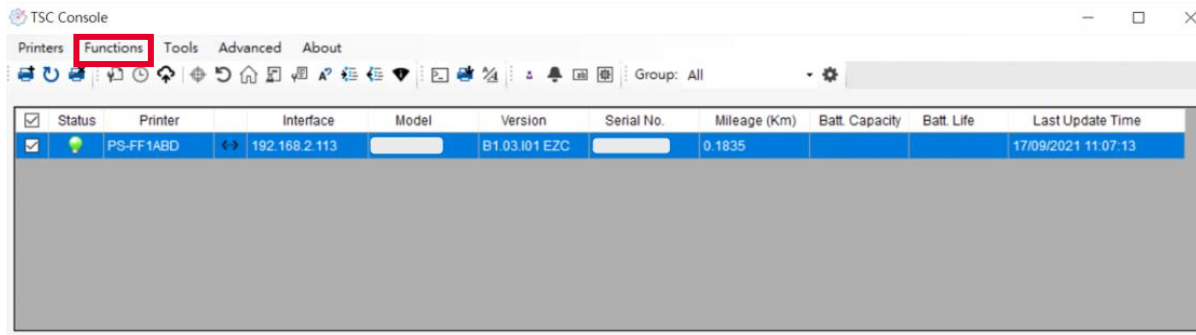 TSC Console
Printers Functions Tools Advanced About
Group: All
Status Printer Interface Model Version Serial No. Mileage (Km) Batt. Capacity Batt. Life Last Update Time
PS-FF1ABD 192.168.2.113 B1.03.I01 EZC 0.1835 17/09/2021 11:07:13